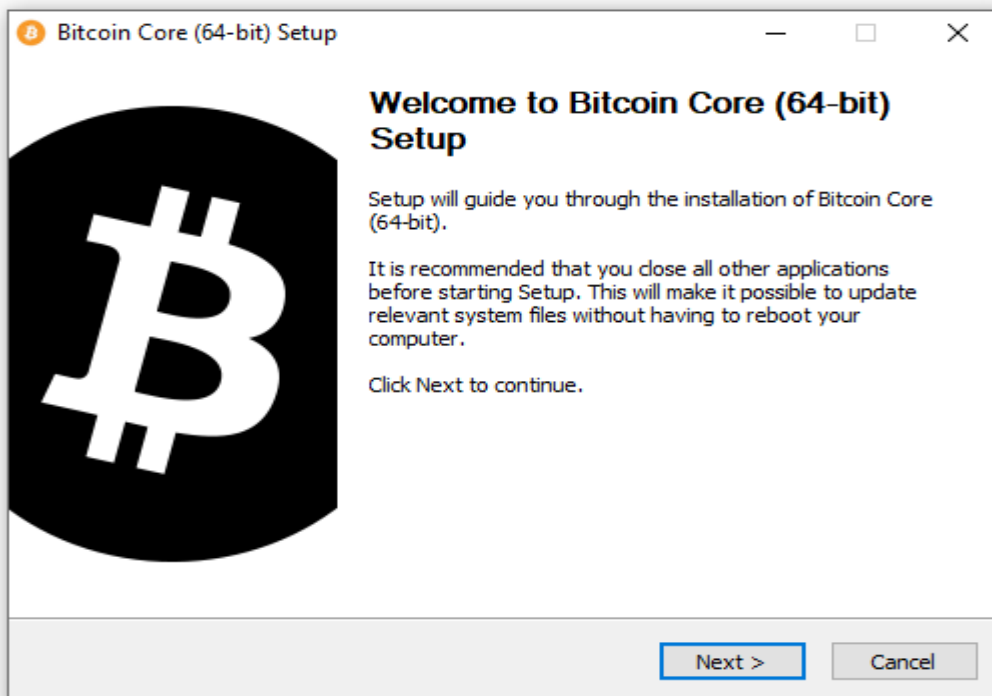 Bitcoin Core (64-bit) Setup
Welcome to Bitcoin Core (64-bit)
Setup
Setup will guide you through the installation of Bitcoin Core
(64-bit).
It is recommended that you close all other applications
before starting Setup. This will make it possible to update
relevant system files without having to reboot your
computer.
Click Next to continue.
Next >
Cancel